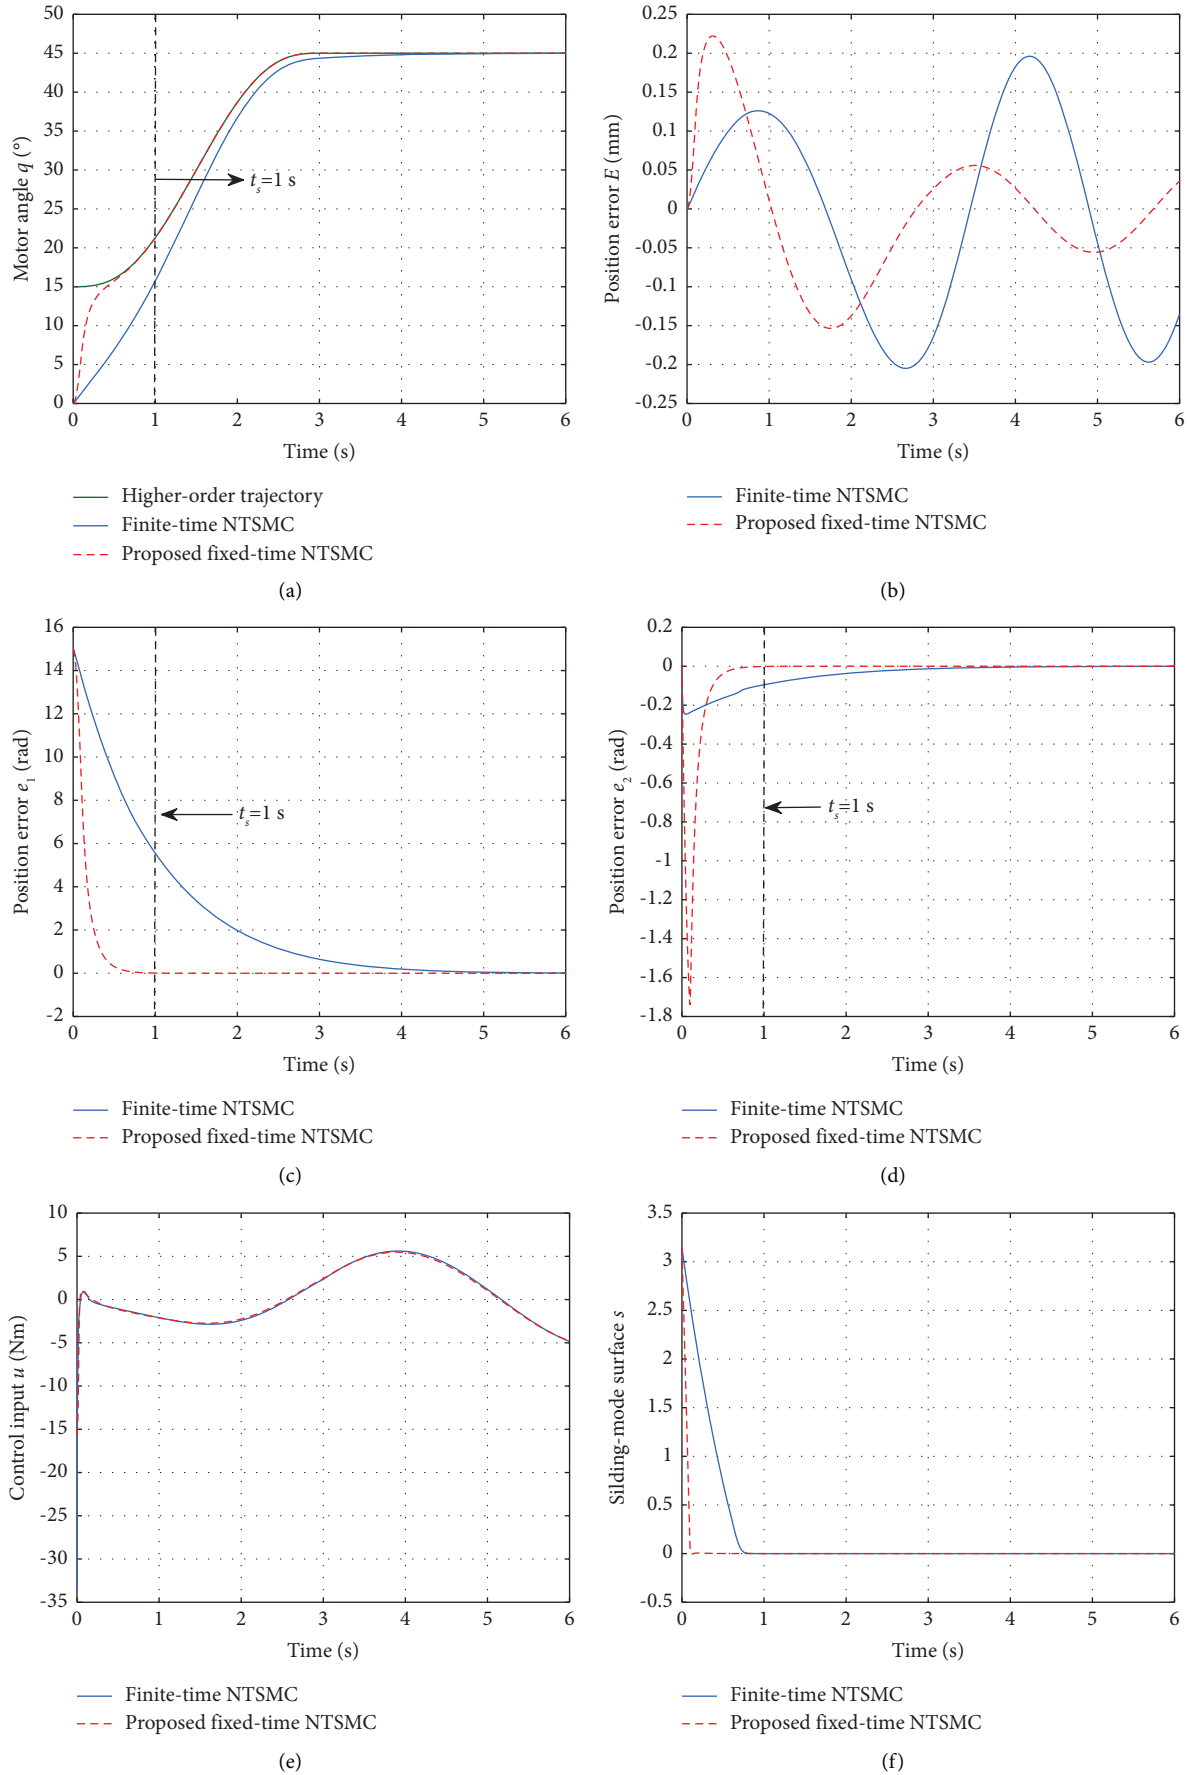 50
45
40
35
30
25
20
15
10
5
0
Motor angle q (°)
t_s=1 s
0 1 2 3 4 5 6
Time (s)
Higher-order trajectory
Finite-time NTSMC
Proposed fixed-time NTSMC
(a)
0.25
0.2
0.15
0.1
0.05
0
-0.05
-0.1
-0.15
-0.2
-0.25
Position error E (mm)
0 1 2 3 4 5 6
Time (s)
Finite-time NTSMC
Proposed fixed-time NTSMC
(b)
16
14
12
10
8
6
4
2
0
-2
Position error e_1 (rad)
t_s=1 s
0 1 2 3 4 5 6
Time (s)
Finite-time NTSMC
Proposed fixed-time NTSMC
(c)
0.2
0
-0.2
-0.4
-0.6
-0.8
-1
-1.2
-1.4
-1.6
-1.8
Position error e_2 (rad)
t_s=1 s
0 1 2 3 4 5 6
Time (s)
Finite-time NTSMC
Proposed fixed-time NTSMC
(d)
10
5
0
-5
-10
-15
-20
-25
-30
-35
Control input u (Nm)
0 1 2 3 4 5 6
Time (s)
Finite-time NTSMC
Proposed fixed-time NTSMC
(e)
3.5
3
2.5
2
1.5
1
0.5
0
-0.5
Silding-mode surface s
0 1 2 3 4 5 6
Time (s)
Finite-time NTSMC
Proposed fixed-time NTSMC
(f)